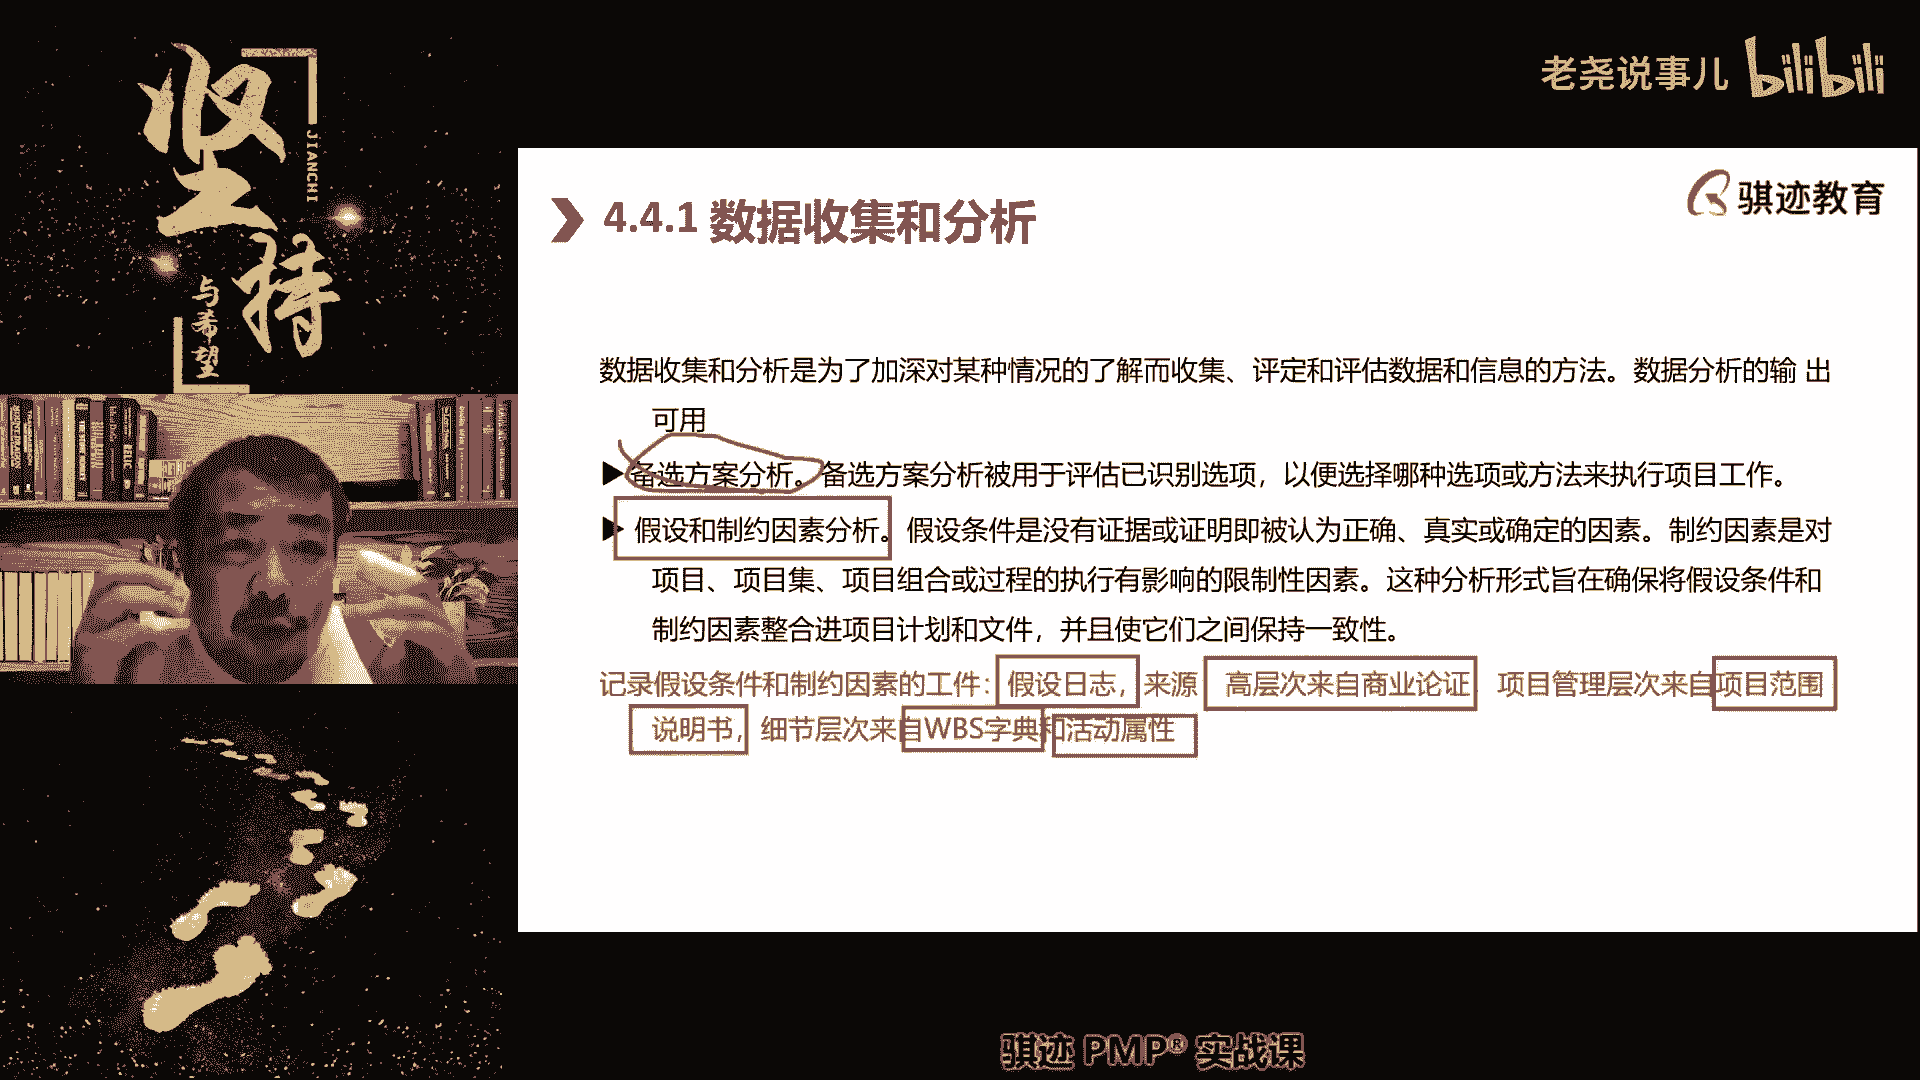 坚持
JIANCHI
与希望
老尧说事儿 bilibili
骐迹教育
4.4.1 数据收集和分析
数据收集和分析是为了加深对某种情况的了解而收集、评定和评估数据和信息的方法。数据分析的输 出
可用
备选方案分析。备选方案分析被用于评估已识别选项，以便选择哪种选项或方法来执行项目工作。
假设和制约因素分析。假设条件是没有证据或证明即被认为正确、真实或确定的因素。制约因素是对
项目、项目集、项目组合或过程的执行有影响的限制性因素。这种分析形式旨在确保将假设条件和
制约因素整合进项目计划和文件，并且使它们之间保持一致性。
记录假设条件和制约因素的工件：假设日志，来源 高层次来自商业论证 项目管理层次来自项目范围
说明书，细节层次来自WBS字典和活动属性
骐迹 PMP® 实战课